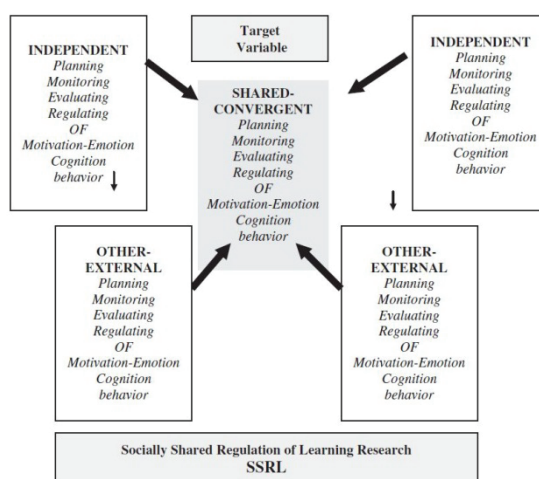 Target
Variable
INDEPENDENT
Planning
Monitoring
Evaluating
Regulating
OF
Motivation-Emotion
Cognition
behavior
SHARED-
CONVERGENT
Planning
Monitoring
Evaluating
Regulating
OF
Motivation-Emotion
Cognition
behavior
INDEPENDENT
Planning
Monitoring
Evaluating
Regulating
OF
Motivation-Emotion
Cognition
behavior
OTHER-
EXTERNAL
Planning
Monitoring
Evaluating
Regulating
OF
Motivation-Emotion
Cognition
behavior
OTHER-
EXTERNAL
Planning
Monitoring
Evaluating
Regulating
OF
Motivation-Emotion
Cognition
behavior
Socially Shared Regulation of Learning Research
SSRL